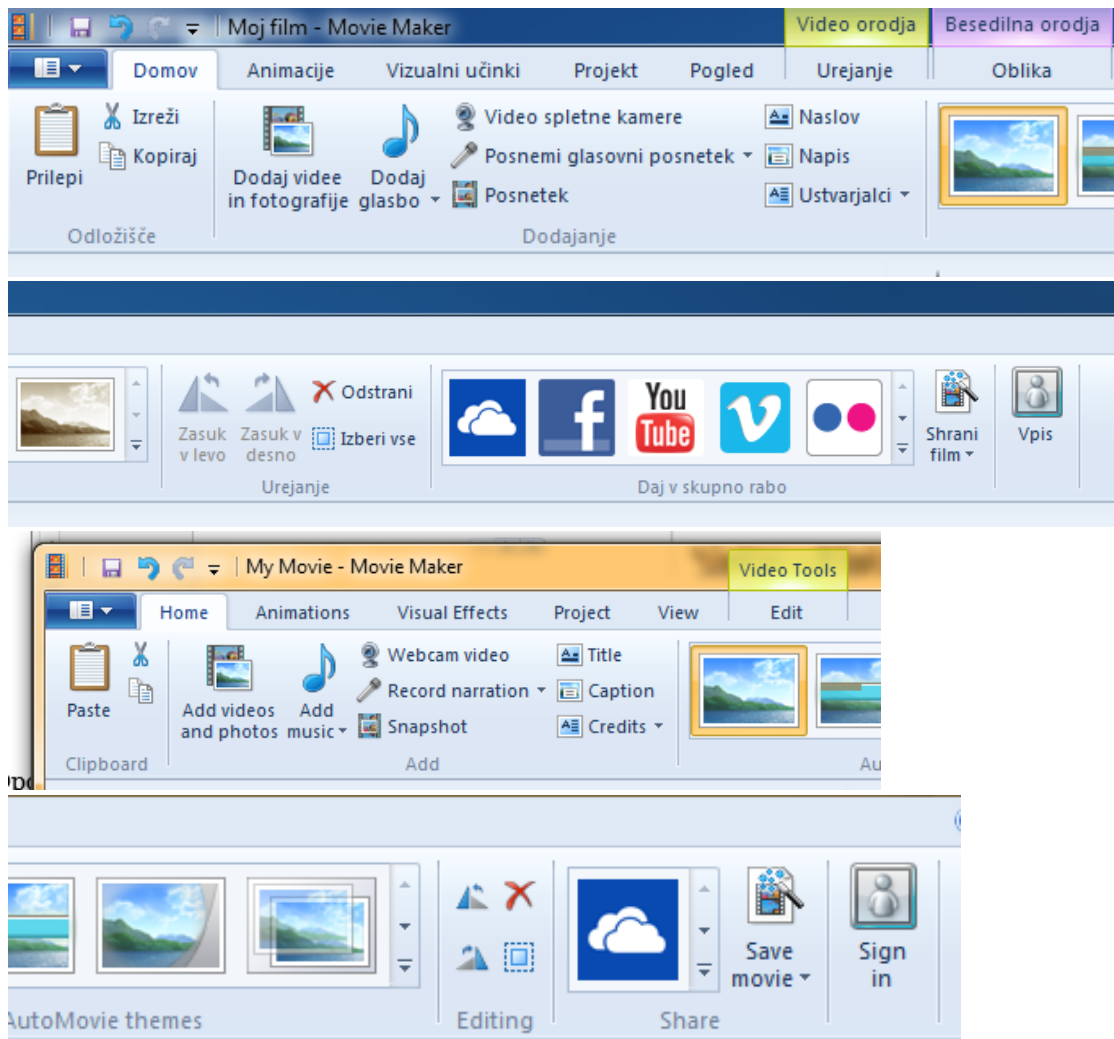 Moj film - Movie Maker
Video orodja
Besedilna orodja
Domov
Animacije
Vizualni učinki
Projekt
Pogled
Urejanje
Oblika
Prilepi
Izreži
Kopiraj
Odložišče
Dodaj videe
in fotografije
Dodaj
glasbo
Video spletne kamere
Posnemi glasovni posnetek
Posnetek
Naslov
Napis
Ustvarjalci
Dodajanje
Zasuk
v levo
Zasuk v
desno
Odstrani
Izberi vse
Urejanje
You
Tube
Daj v skupno rabo
Shrani
film
Vpis
My Movie - Movie Maker
Video Tools
Home
Animations
Visual Effects
Project
View
Edit
Paste
Clipboard
Add videos
and photos
Add
music
Webcam video
Record narration
Snapshot
Title
Caption
Credits
Add
Au
AutoMovie themes
Editing
Share
Save
movie
Sign
in